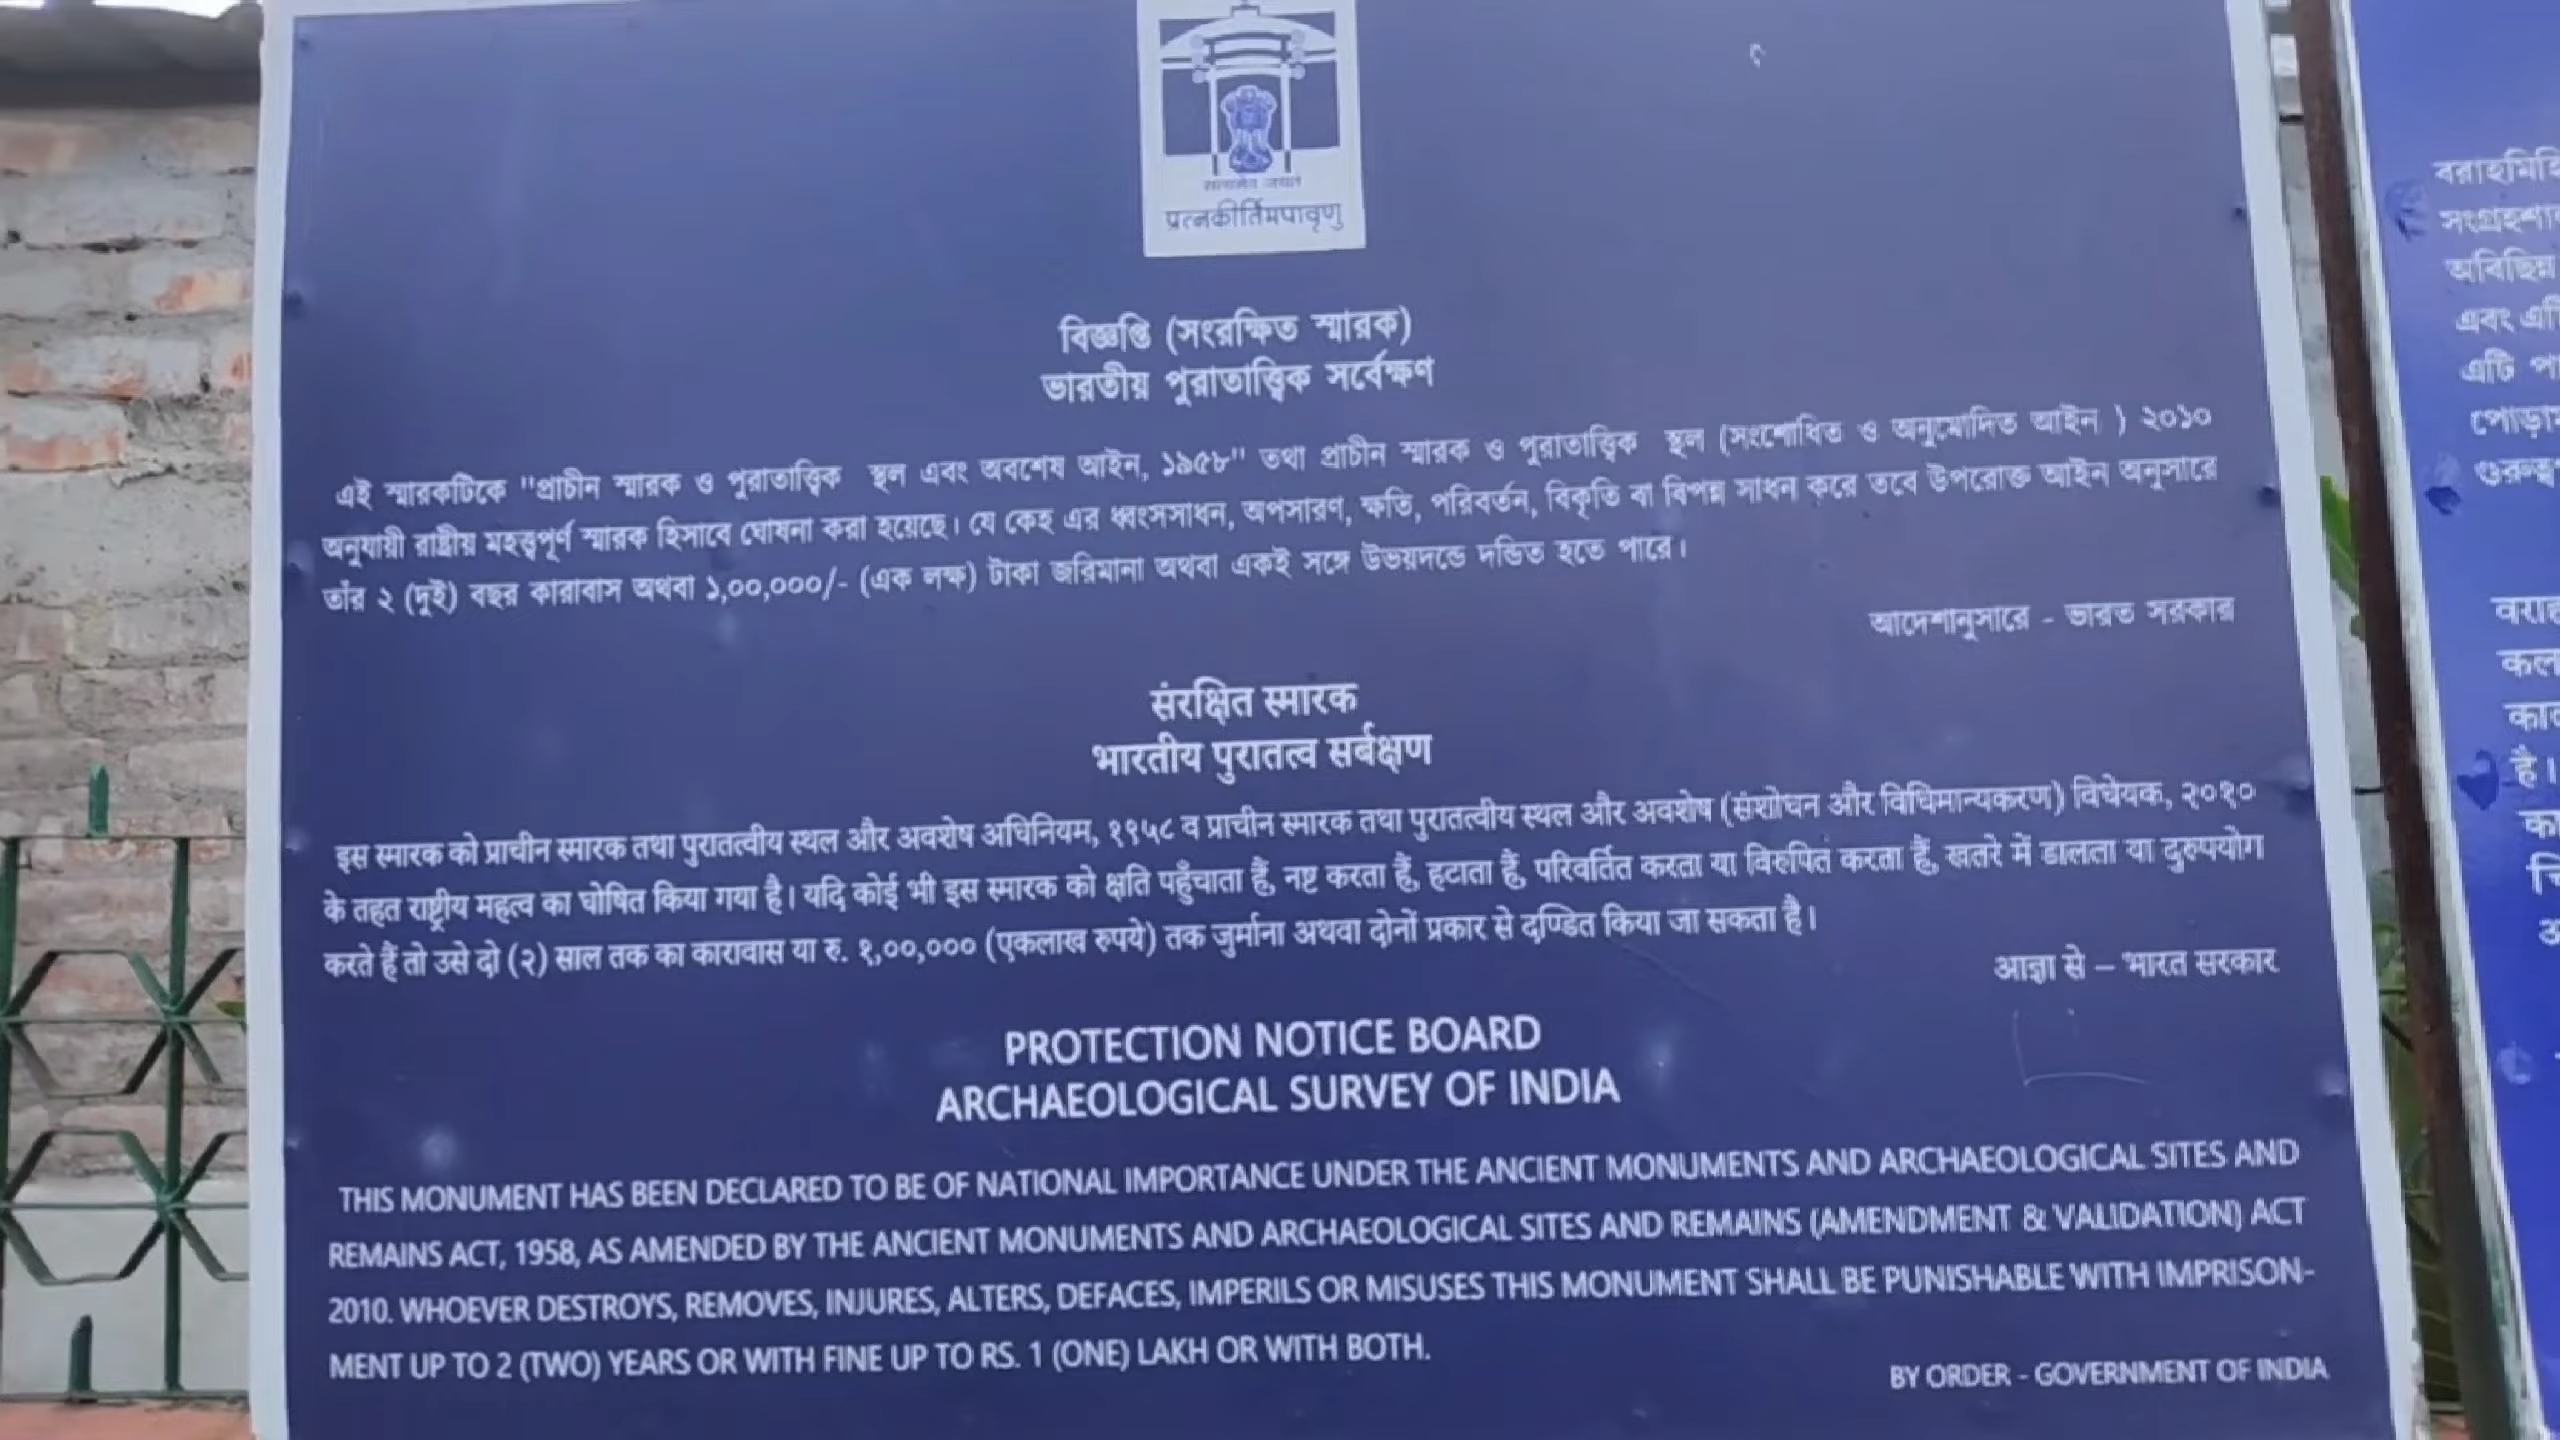 सत्यमेव जयते
प्रत्नकीर्तिमपावृणु
বিজ্ঞপ্তি (সংরক্ষিত স্মারক)
ভারতীয় পুরাতাত্ত্বিক সর্বেক্ষণ
এই স্মারকটিকে "প্রাচীন স্মারক ও পুরাতাত্ত্বিক স্থল এবং অবশেষ আইন, ১৯৫৮" তথা প্রাচীন স্মারক ও পুরাতাত্ত্বিক স্থল (সংশোধিত ও অনুমোদিত আইন ) ২০১০
অনুযায়ী রাষ্ট্রীয় মহত্ত্বপূর্ণ স্মারক হিসাবে ঘোষনা করা হয়েছে। যে কেহ এর ধ্বংসসাধন, অপসারণ, ক্ষতি, পরিবর্তন, বিকৃতি বা বিপন্ন সাধন করে তবে উপরোক্ত আইন অনুসারে
তাঁর ২ (দুই) বছর কারাবাস অথবা ১,০০,০০০/- (এক লক্ষ) টাকা জরিমানা অথবা একই সঙ্গে উভয়দন্ডে দন্ডিত হতে পারে।
আদেশানুসারে - ভারত সরকার
संरक्षित स्मारक
भारतीय पुरातत्व सर्बेक्षण
इस स्मारक को प्राचीन स्मारक तथा पुरातत्वीय स्थल और अवशेष अधिनियम, १९५८ व प्राचीन स्मारक तथा पुरातत्वीय स्थल और अवशेष (संशोधन और विधिमान्यकरण) विधेयक, २०१०
के तहत राष्ट्रीय महत्व का घोषित किया गया है। यदि कोई भी इस स्मारक को क्षति पहुँचाता हैं, नष्ट करता हैं, हटाता हैं, परिवर्तित करता या विरुपित करता हैं, खतरे में डालता या दुरुपयोग
करते हैं तो उसे दो (२) साल तक का कारावास या रु. १,००,००० (एकलाख रुपये) तक जुर्माना अथवा दोनों प्रकार से दण्डित किया जा सकता है।
आज्ञा से – भारत सरकार
PROTECTION NOTICE BOARD
ARCHAEOLOGICAL SURVEY OF INDIA
THIS MONUMENT HAS BEEN DECLARED TO BE OF NATIONAL IMPORTANCE UNDER THE ANCIENT MONUMENTS AND ARCHAEOLOGICAL SITES AND
REMAINS ACT, 1958, AS AMENDED BY THE ANCIENT MONUMENTS AND ARCHAEOLOGICAL SITES AND REMAINS (AMENDMENT & VALIDATION) ACT
2010. WHOEVER DESTROYS, REMOVES, INJURES, ALTERS, DEFACES, IMPERILS OR MISUSES THIS MONUMENT SHALL BE PUNISHABLE WITH IMPRISON-
MENT UP TO 2 (TWO) YEARS OR WITH FINE UP TO RS. 1 (ONE) LAKH OR WITH BOTH.
BY ORDER - GOVERNMENT OF INDIA
অবিচ্ছিন্ন
এবং
এটি
है।